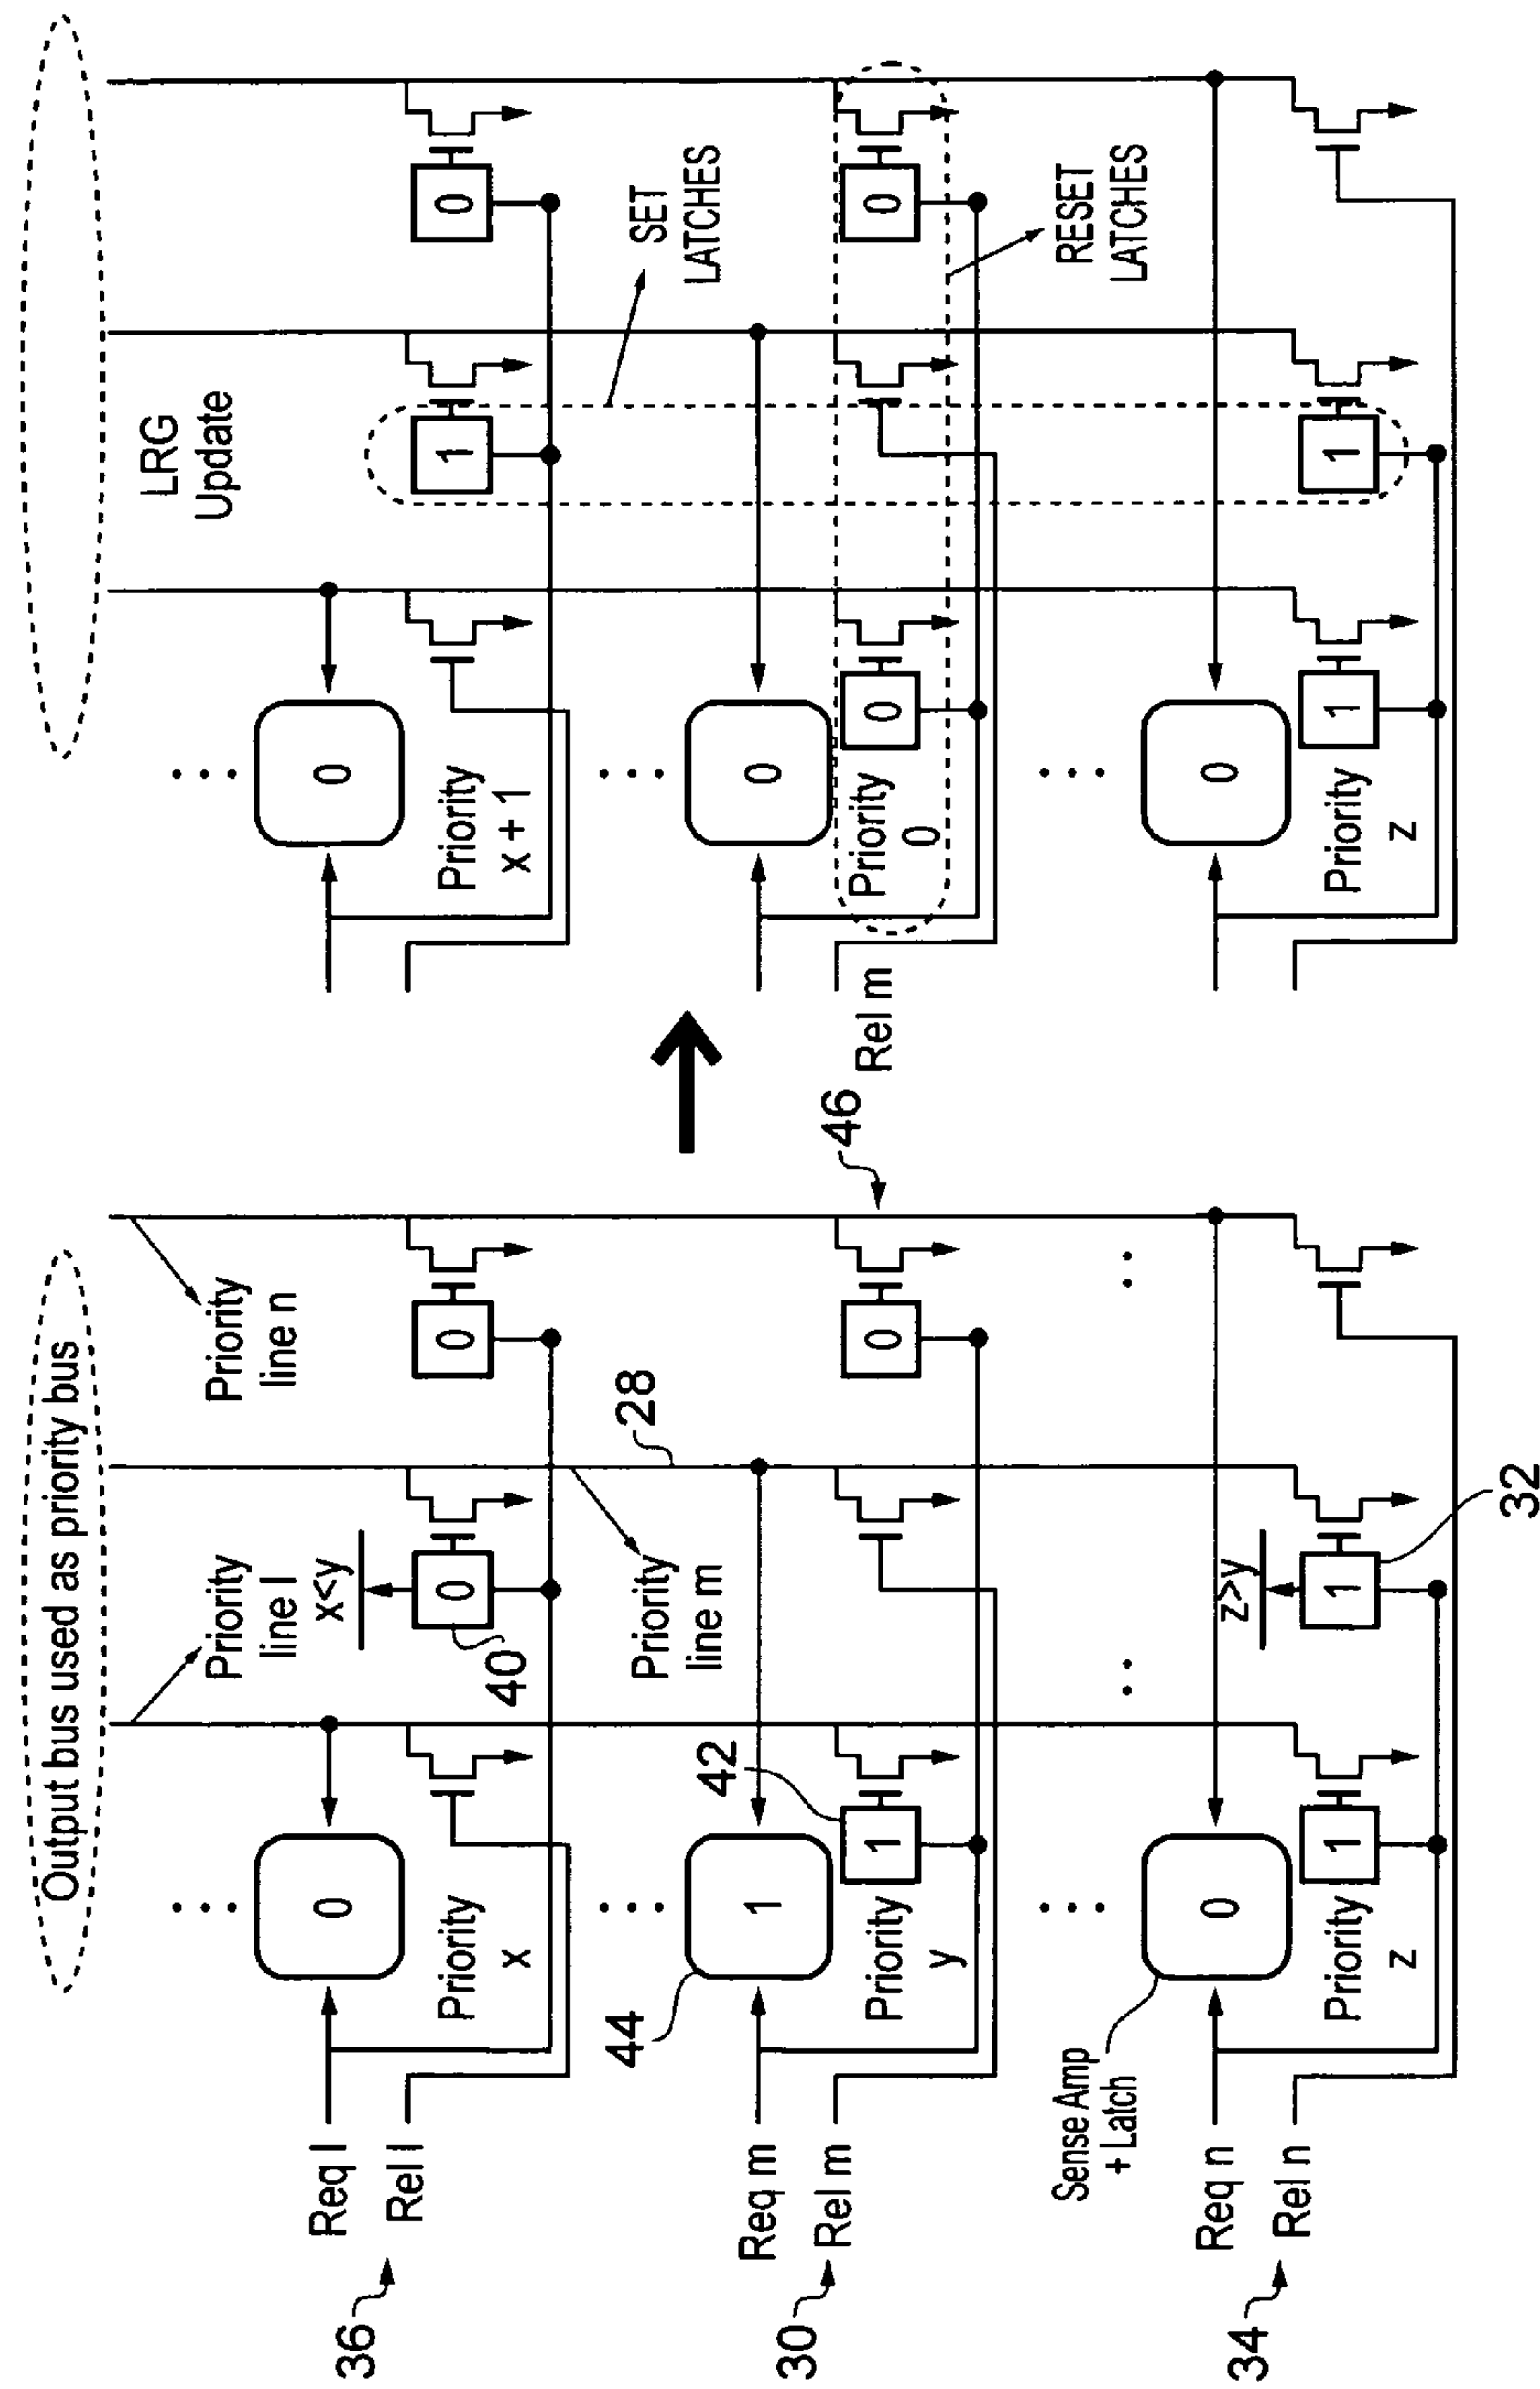 Output bus used as priority bus
Priority
line l
x<y
Priority
line n
Req l
Rel l
36
0
Priority
x
0
40
0
Priority
line m
28
Req m
Rel m
30
44
1
Priority
y
42
1
0
46
Sense Amp
+ Latch
Req n
Rel n
34
0
Priority
z
1
z>y
1
32
LRG
Update
0
Priority
x + 1
1
0
SET
LATCHES
Rel m
0
Priority
0
0
0
RESET
LATCHES
0
Priority
z
1
1